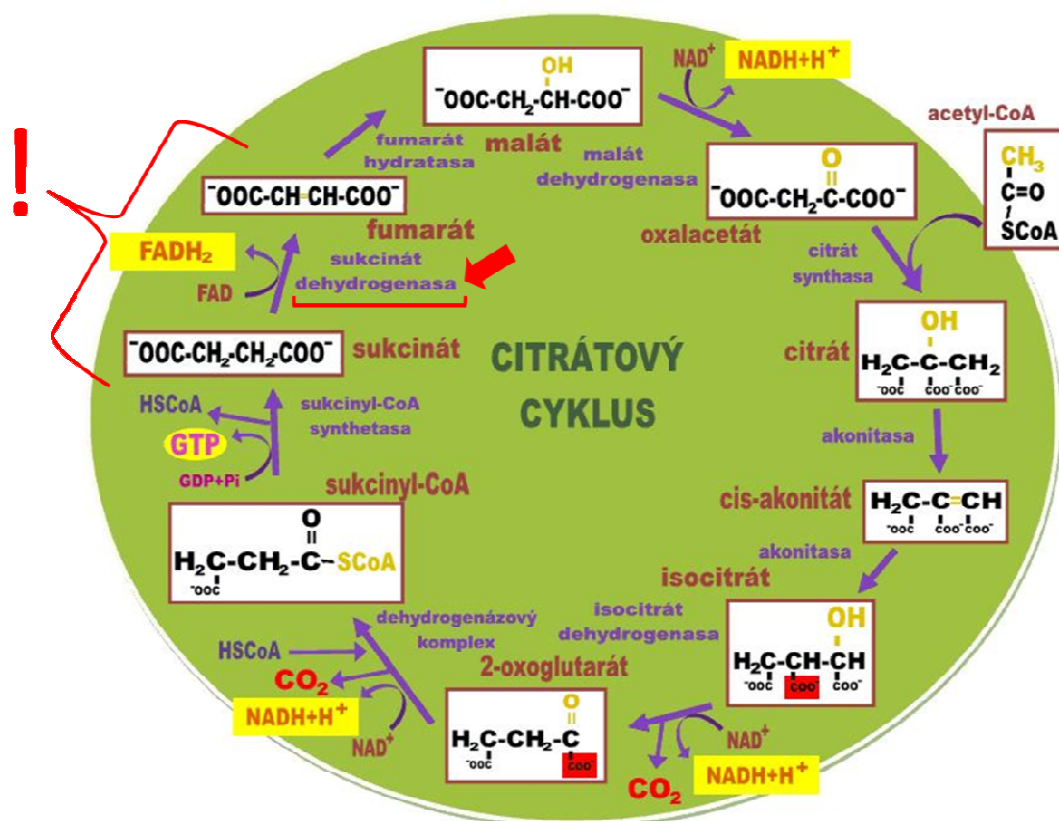 OH
⁻OOC-CH₂-CH-COO⁻
malát
NAD⁺
NADH+H⁺
malát
dehydrogenasa
acetyl-CoA
CH₃
C=O
SCoA
O
⁻OOC-CH₂-C-COO⁻
oxalacetát
citrát
synthasa
OH
H₂C-C-CH₂
⁻OOC COO⁻ COO⁻
citrát
akonitasa
cis-akonitát
H₂C-C=CH
⁻OOC COO⁻ COO⁻
akonitasa
isocitrát
OH
H₂C-CH-CH
⁻OOC COO⁻ COO⁻
isocitrát
dehydrogenasa
NAD⁺
NADH+H⁺
CO₂
2-oxoglutarát
O
H₂C-CH₂-C
⁻OOC COO⁻
dehydrogenázový
komplex
HSCoA
CO₂
NADH+H⁺
NAD⁺
sukcinyl-CoA
O
H₂C-CH₂-C-SCoA
⁻OOC
sukcinyl-CoA
synthetasa
HSCoA
GTP
GDP+Pi
sukcinát
⁻OOC-CH₂-CH₂-COO⁻
sukcinát
dehydrogenasa
FADH₂
FAD
fumarát
⁻OOC-CH=CH-COO⁻
fumarát
hydratasa
!
CITRÁTOVÝ
CYKLUS